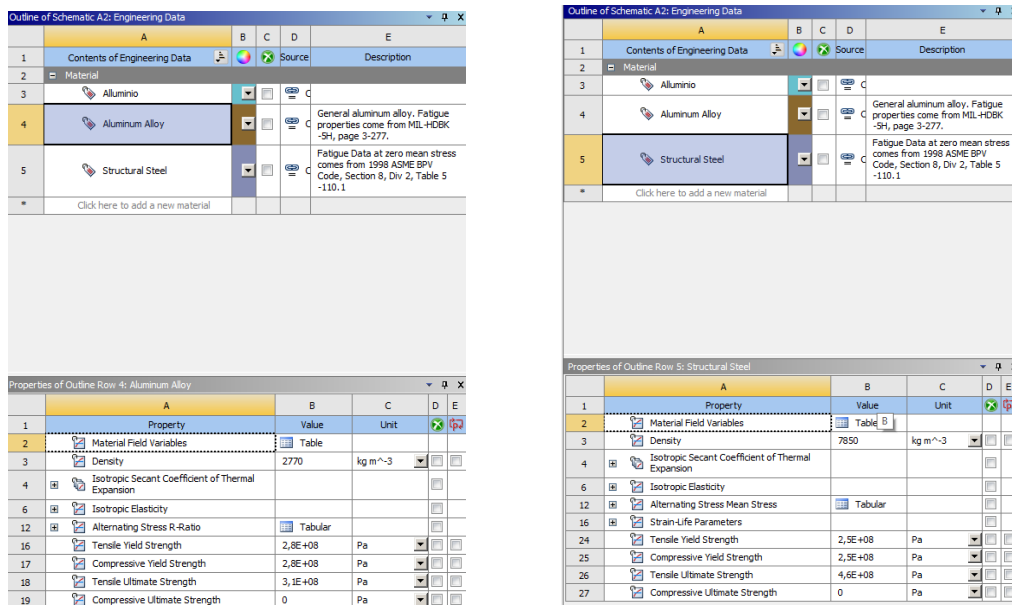 Outline of Schematic A2: Engineering Data
A B C D E
1 Contents of Engineering Data Source Description
2 Material
3 Alluminio
4 Aluminum Alloy General aluminum alloy. Fatigue
properties come from MIL-HDBK
-5H, page 3-277.
5 Structural Steel Fatigue Data at zero mean stress
comes from 1998 ASME BPV
Code, Section 8, Div 2, Table 5
-110.1
* Click here to add a new material
Properties of Outline Row 4: Aluminum Alloy
A B C D E
1 Property Value Unit
2 Material Field Variables Table
3 Density 2770 kg m^-3
4 Isotropic Secant Coefficient of Thermal
Expansion
6 Isotropic Elasticity
12 Alternating Stress R-Ratio Tabular
16 Tensile Yield Strength 2,8E+08 Pa
17 Compressive Yield Strength 2,8E+08 Pa
18 Tensile Ultimate Strength 3,1E+08 Pa
19 Compressive Ultimate Strength 0 Pa
Outline of Schematic A2: Engineering Data
A B C D E
1 Contents of Engineering Data Source Description
2 Material
3 Alluminio
4 Aluminum Alloy General aluminum alloy. Fatigue
properties come from MIL-HDBK
-5H, page 3-277.
5 Structural Steel Fatigue Data at zero mean stress
comes from 1998 ASME BPV
Code, Section 8, Div 2, Table 5
-110.1
* Click here to add a new material
Properties of Outline Row 5: Structural Steel
A B C D E
1 Property Value Unit
2 Material Field Variables Table B
3 Density 7850 kg m^-3
4 Isotropic Secant Coefficient of Thermal
Expansion
6 Isotropic Elasticity
12 Alternating Stress Mean Stress Tabular
16 Strain-Life Parameters
24 Tensile Yield Strength 2,5E+08 Pa
25 Compressive Yield Strength 2,5E+08 Pa
26 Tensile Ultimate Strength 4,6E+08 Pa
27 Compressive Ultimate Strength 0 Pa